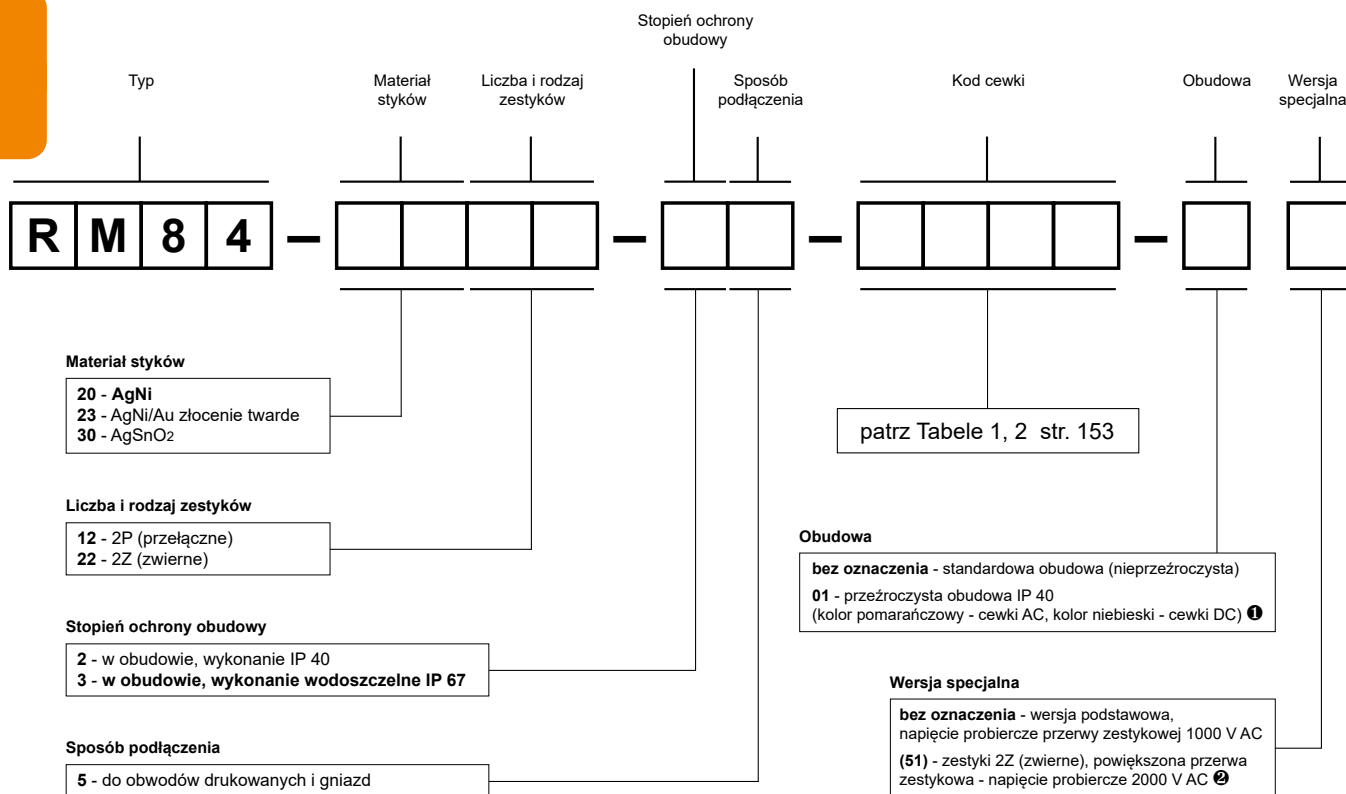 Stopień ochrony
obudowy
Typ
Materiał
styków
Liczba i rodzaj
zestyków
Sposób
podłączenia
Kod cewki
Obudowa
Wersja
specjalna
R M 8 4 – – – –
Materiał styków
20 - AgNi
23 - AgNi/Au złocenie twarde
30 - AgSnO2
patrz Tabele 1, 2 str. 153
Liczba i rodzaj zestyków
12 - 2P (przełączne)
22 - 2Z (zwierne)
Obudowa
bez oznaczenia - standardowa obudowa (nieprzeźroczysta)
01 - przeźroczysta obudowa IP 40
(kolor pomarańczowy - cewki AC, kolor niebieski - cewki DC) ❶
Stopień ochrony obudowy
2 - w obudowie, wykonanie IP 40
3 - w obudowie, wykonanie wodoszczelne IP 67
Wersja specjalna
bez oznaczenia - wersja podstawowa,
napięcie probiercze przerwy zestykowej 1000 V AC
(51) - zestyki 2Z (zwierne), powiększona przerwa
zestykowa - napięcie probiercze 2000 V AC ❷
Sposób podłączenia
5 - do obwodów drukowanych i gniazd